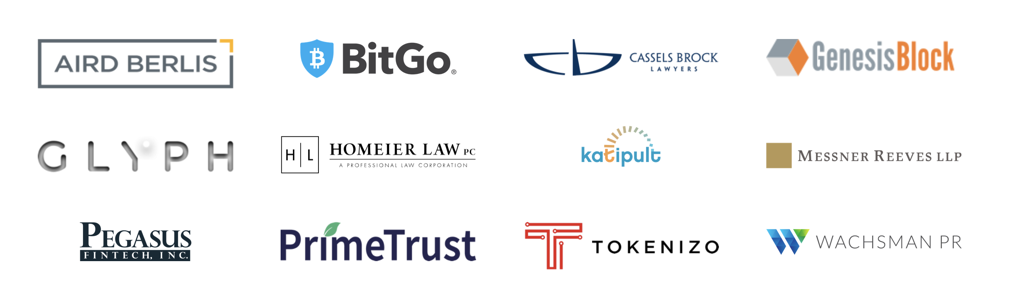 AIRD BERLIS
BitGo®
CASSELS BROCK
LAWYERS
GenesisBlock
GLYPH
H|L
HOMEIER LAW PC
A PROFESSIONAL LAW CORPORATION
katipult
MESSNER REEVES LLP
PEGASUS
FINTECH, INC.
PrimeTrust
TOKENIZO
WACHSMAN PR